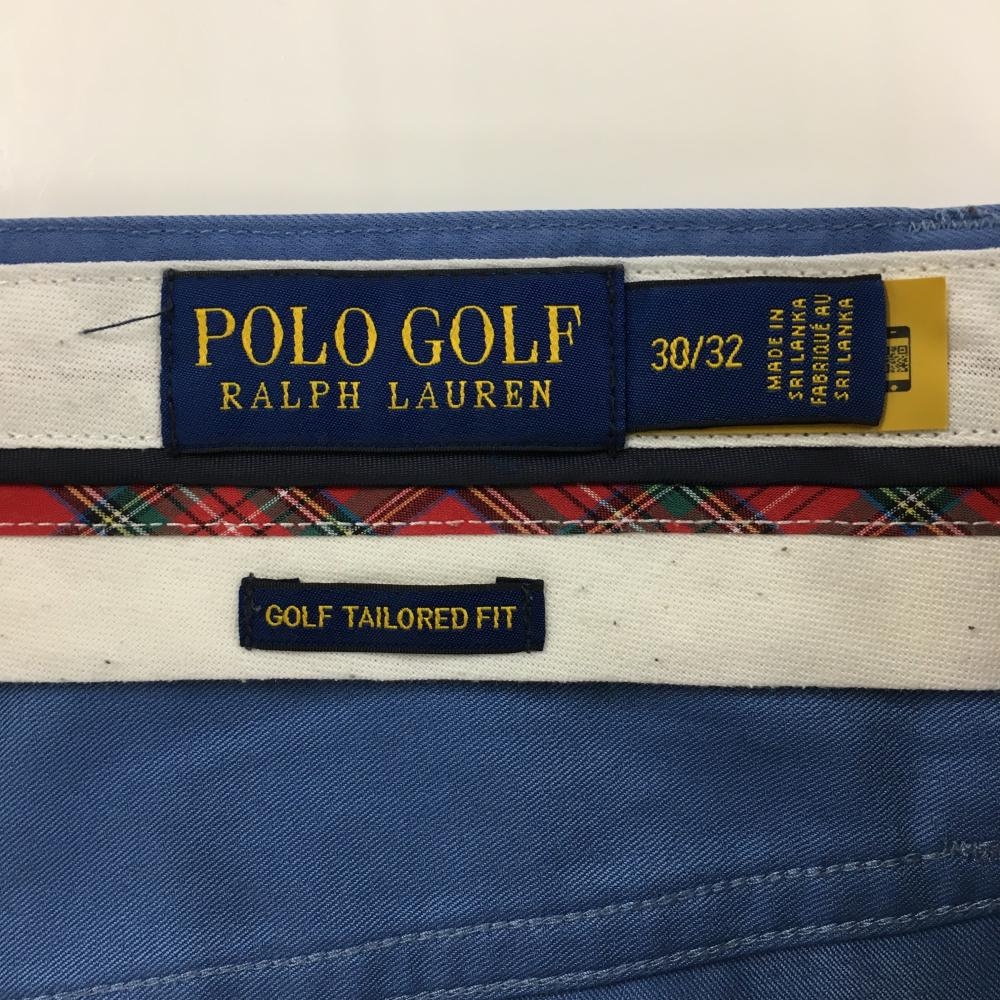 POLO GOLF
RALPH LAUREN
30/32
MADE IN
SRI LANKA
FABRIQUÉ AU
SRI LANKA
GOLF TAILORED FIT